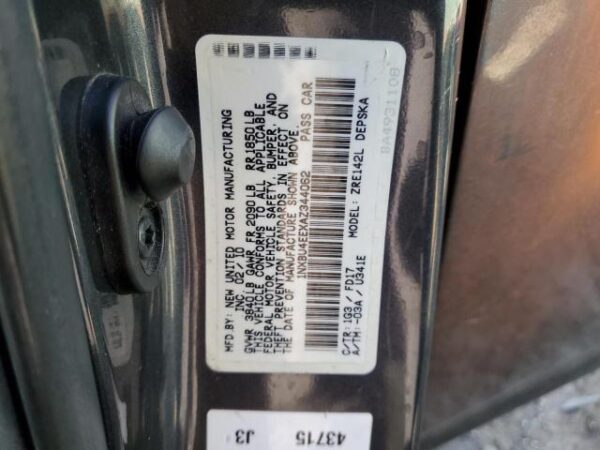 MFD. BY: NEW UNITED MOTOR MANUFACTURING
INC 02/10
GVWR 3840LB GAWR FR 2090LB RR 1850LB
THIS VEHICLE CONFORMS TO ALL APPLICABLE
FEDERAL MOTOR VEHICLE SAFETY, BUMPER, AND
THEFT PREVENTION STANDARDS IN EFFECT ON
THE DATE OF MANUFACTURE SHOWN ABOVE.
1NXBU4EEXAZ344062 PASS CAR
C/TR: 1G3 / FD17 MODEL: ZRE142L DEPSKA
A/TM: -03A / U341E
BA4931108
43715
J3